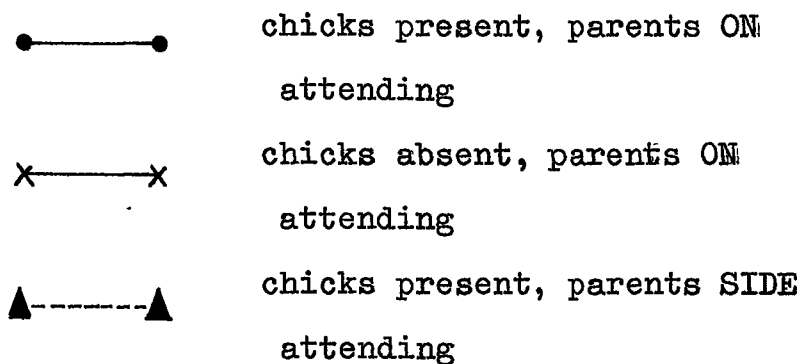 chicks present, parents ON
attending
chicks absent, parents ON
attending
chicks present, parents SIDE
attending